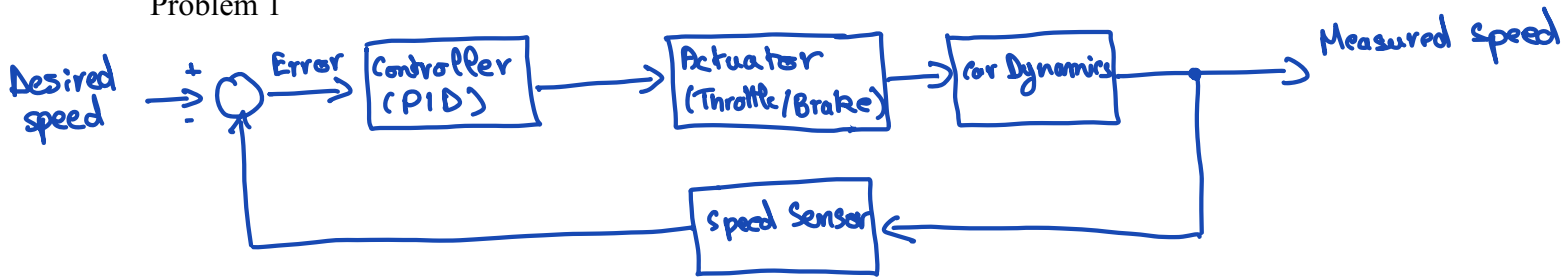 Problem 1
Desired
speed
+
-
Error
Controller
(PID)
Actuator
(Throttle/Brake)
Car Dynamics
Measured Speed
Speed Sensor